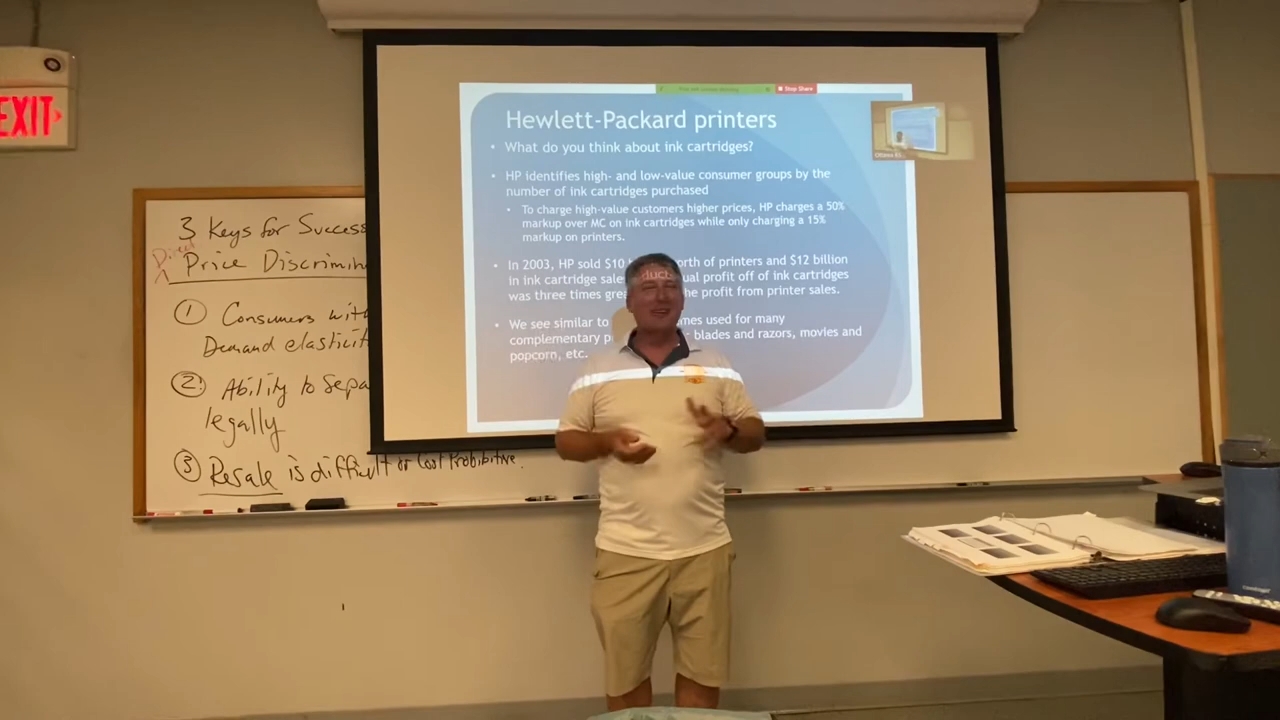 EXIT
Stop Share
Hewlett-Packard printers
• What do you think about ink cartridges?
• HP identifies high- and low-value consumer groups by the
number of ink cartridges purchased
• To charge high-value customers higher prices, HP charges a 50%
markup over MC on ink cartridges while only charging a 15%
markup on printers.
• In 2003, HP sold $10 orth of printers and $12 billion
in ink cartridge sale ual profit off of ink cartridges
was three times gre he profit from printer sales.
• We see similar to mes used for many
complementary p blades and razors, movies and
popcorn, etc.
3 Keys for Success
Direct
Price Discrimin
① Consumers with
Demand elasticit
② Ability to Sepa
legally
③ Resale is difficult or Cost Prohibitive.